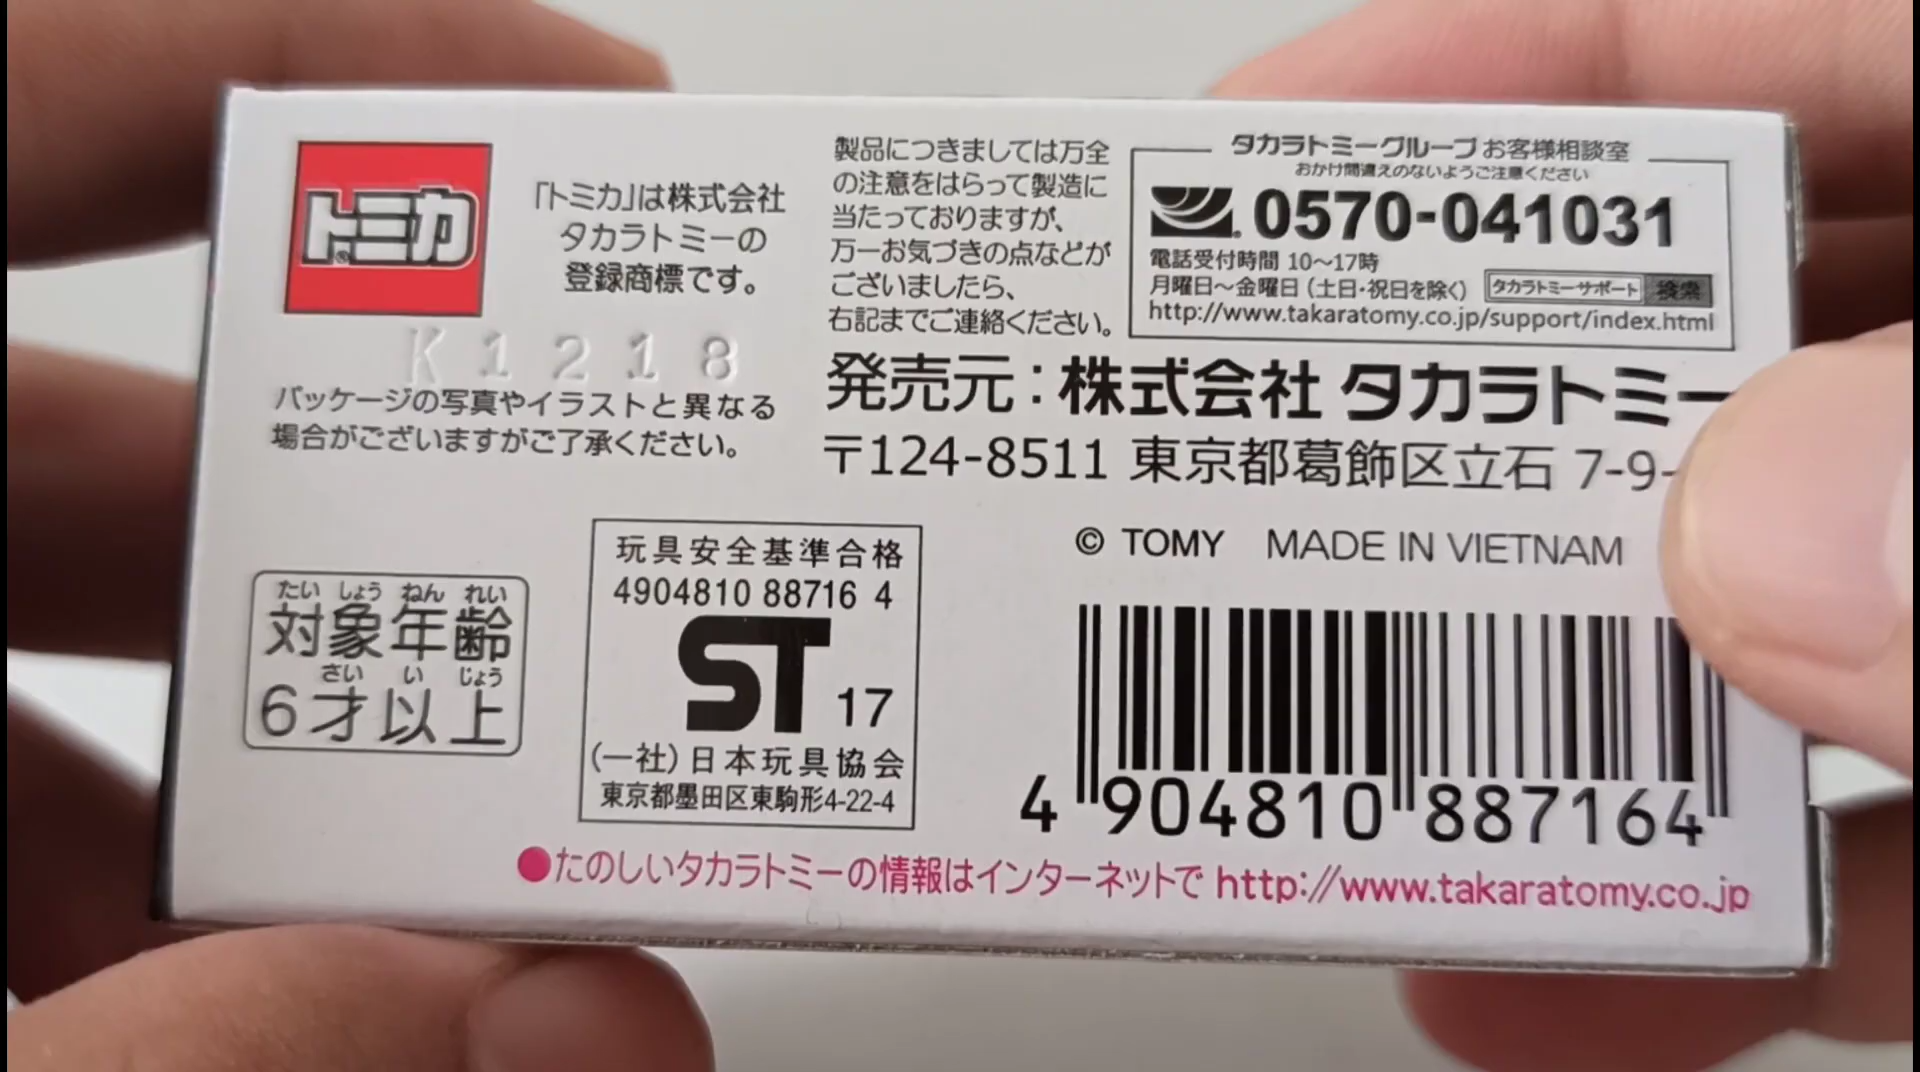 トミカ
®
「トミカ」は株式会社
タカラトミーの
登録商標です。
K1218
パッケージの写真やイラストと異なる
場合がございますがご了承ください。
製品につきましては万全
の注意をはらって製造に
当たっておりますが、
万一お気づきの点などが
ございましたら、
右記までご連絡ください。
タカラトミーグループお客様相談室
おかけ間違えのないようご注意ください
0570-041031
電話受付時間 10〜17時
月曜日〜金曜日(土日・祝日を除く) タカラトミーサポート 検索
http://www.takaratomy.co.jp/support/index.html
発売元:株式会社 タカラトミー
〒124-8511 東京都葛飾区立石 7-9-
© TOMY MADE IN VIETNAM
たい しょう ねん れい
対象年齢
さい い じょう
6才以上
玩具安全基準合格
4904810 88716 4
ST 17
(一社)日本玩具協会
東京都墨田区東駒形4-22-4
4 904810 887164
●たのしいタカラトミーの情報はインターネットで http://www.takaratomy.co.jp